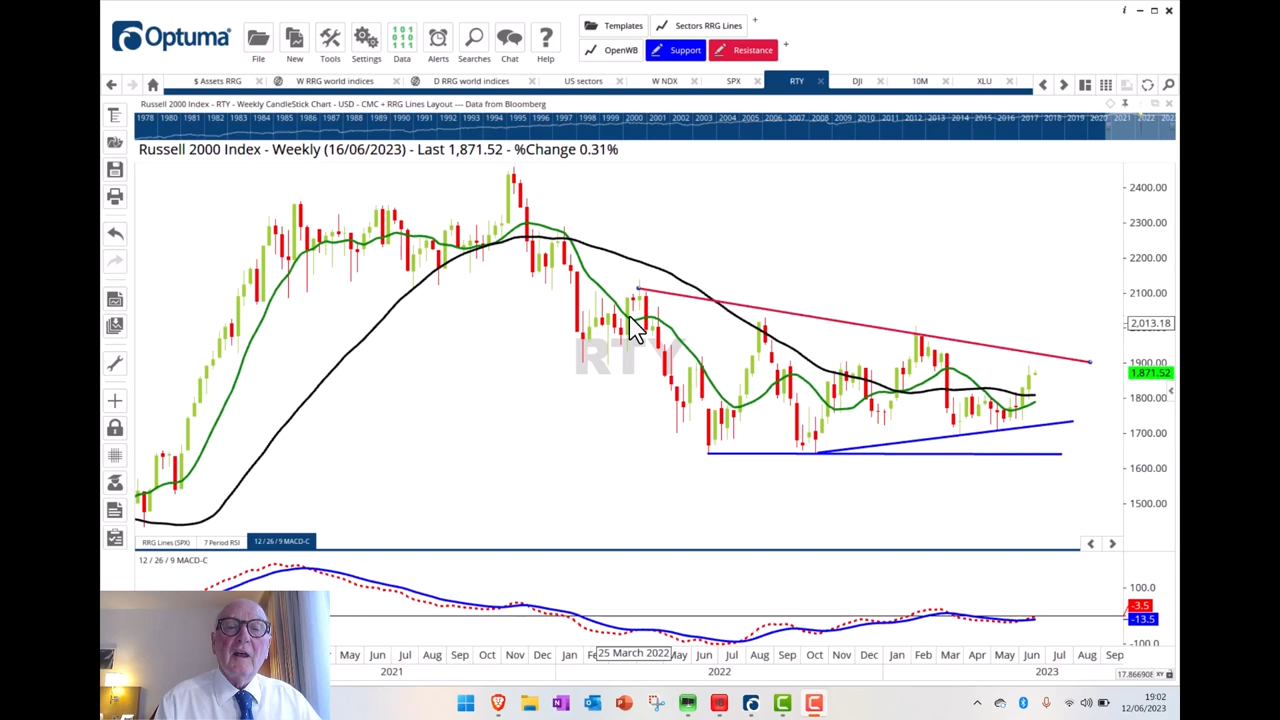 Optuma
File
New
Tools
Settings
Data
Alerts
Searches
Chat
Help
Templates
Sectors RRG Lines
OpenWB
Support
Resistance
$ Assets RRG
W RRG world indices
D RRG world indices
US sectors
W NDX
SPX
RTY
DJI
10M
XLU
Russell 2000 Index - RTY - Weekly CandleStick Chart - USD - CMC + RRG Lines Layout --- Data from Bloomberg
1978 1980 1981 1982 1983 1984 1985 1986 1987 1988 1989 1990 1991 1992 1993 1994 1995 1996 1997 1998 1999 2000 2001 2002 2003 2004 2005 2006 2007 2008 2009 2010 2011 2012 2013 2014 2015 2016 2017 2018 2019 2020 2021 2022 202
Russell 2000 Index - Weekly (16/06/2023) - Last 1,871.52 - %Change 0.31%
2400.00
2300.00
2200.00
2100.00
2,013.18
1900.00
1,871.52
1800.00
1700.00
1600.00
1500.00
RTY
RRG Lines (SPX)
7 Period RSI
12 / 26 / 9 MACD-C
12 / 26 / 9 MACD-C
100.0
-3.5
-13.5
-100.0
May Jun Jul Aug Sep Oct Nov Dec Jan 25 March 2022 May Jun Jul Aug Sep Oct Nov Dec Jan Feb Mar Apr May Jun Jul Aug Sep
2021 2022 2023
17.866908
19:02
12/06/2023